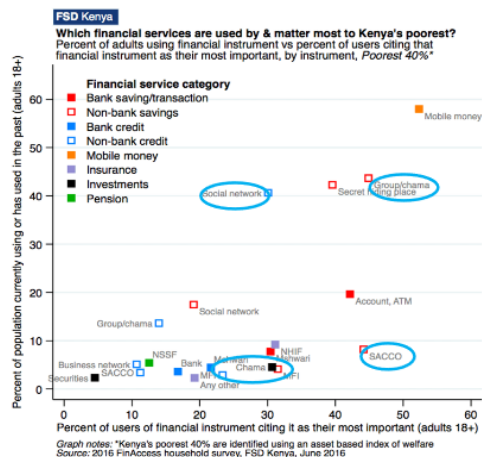 FSD Kenya
Which financial services are used by & matter most to Kenya's poorest?
Percent of adults using financial instrument vs percent of users citing that
financial instrument as their most important, by instrument, Poorest 40%*
Percent of population currently using or has used in the past (adults 18+)
Financial service category
Bank saving/transaction
Non-bank savings
Bank credit
Non-bank credit
Mobile money
Insurance
Investments
Pension
60
50
40
30
20
10
0
Mobile money
Group/chama
Social network
Secret hiding place
Account, ATM
Social network
Group/chama
NHIF
SACCO
NSSF
Mshwari
Mshwari
Business network
Bank
Chama
SACCO
MFI
MFI
Securities
Any other
0
10
20
30
40
50
60
Percent of users of financial instrument citing it as their most important (adults 18+)
Graph notes: *Kenya's poorest 40% are identified using an asset based index of welfare
Source: 2016 FinAccess household survey, FSD Kenya, June 2016